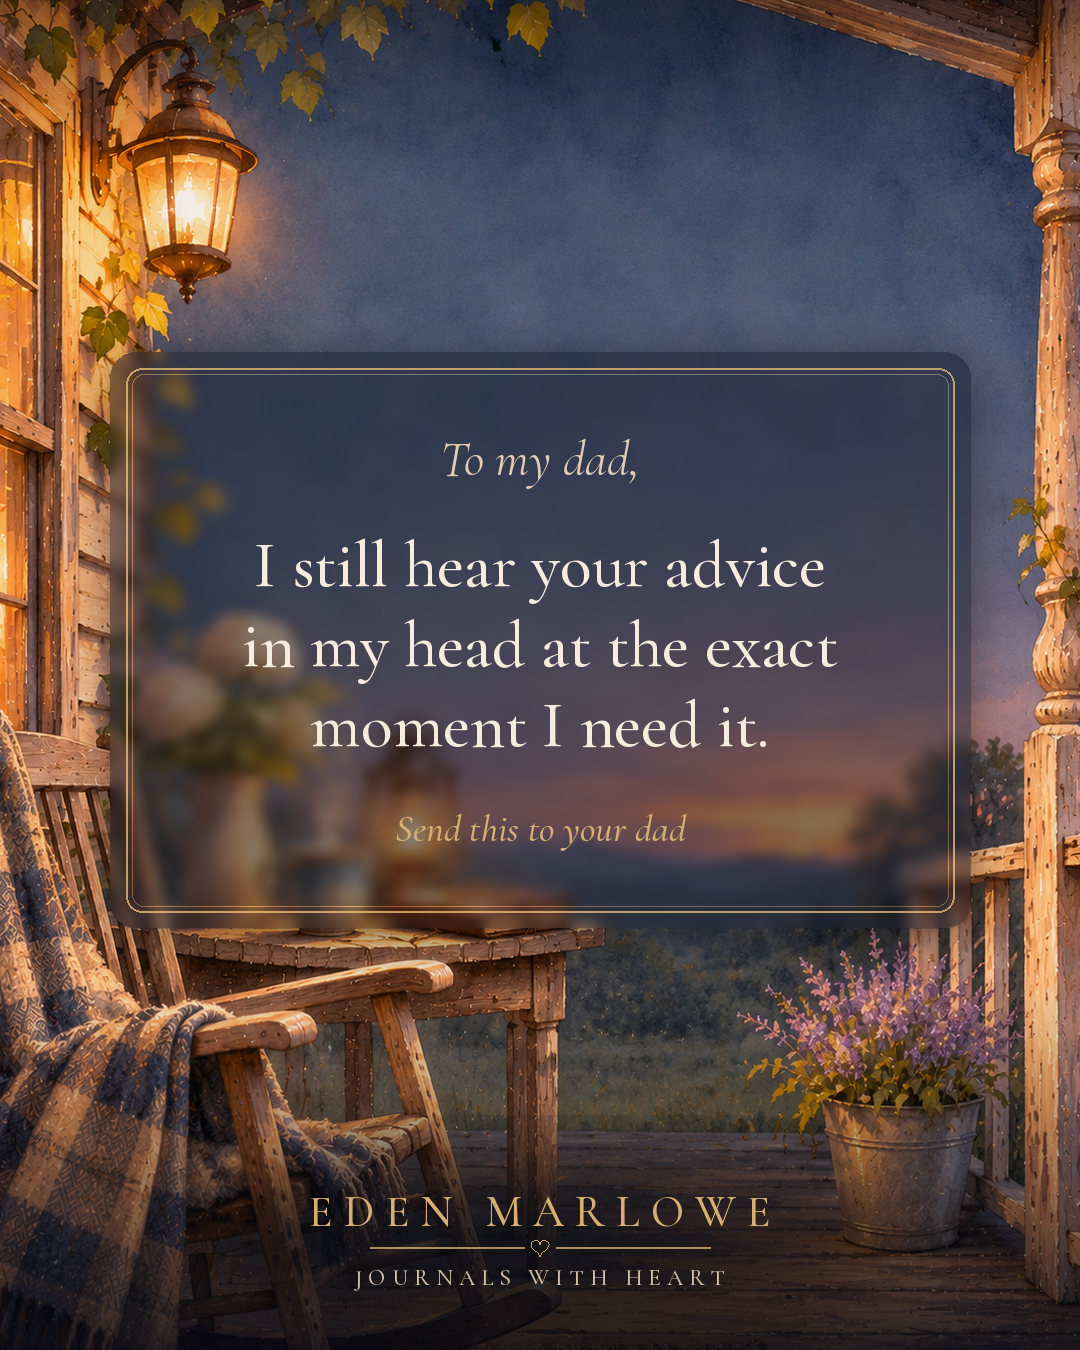 To my dad,
I still hear your advice
in my head at the exact
moment I need it.
Send this to your dad
EDEN MARLOWE
JOURNALS WITH HEART